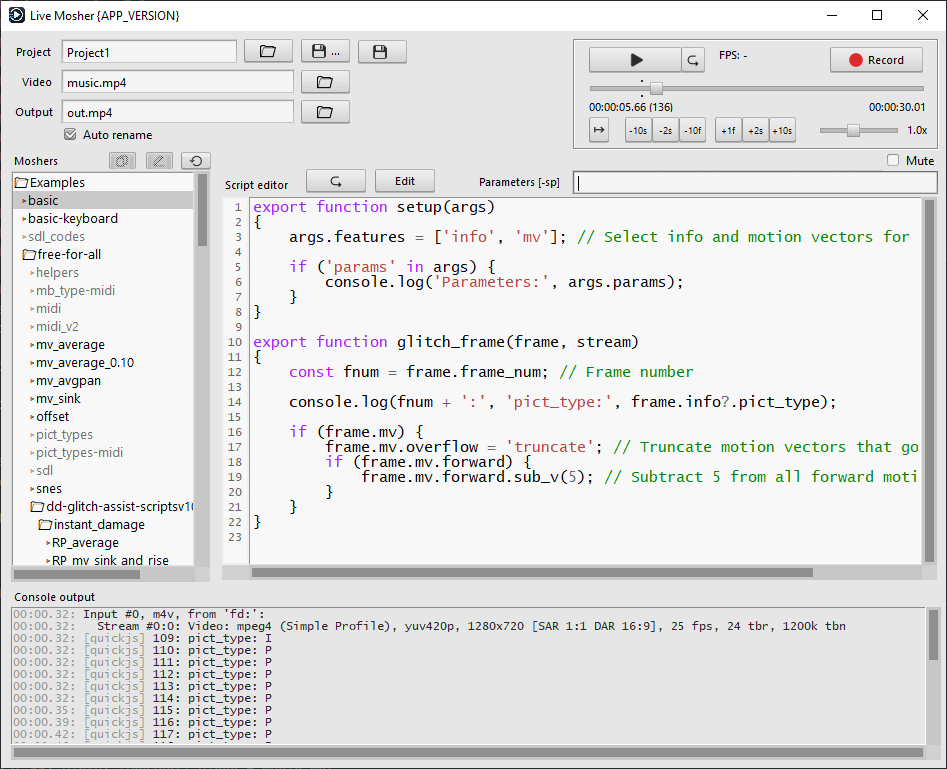 Live Mosher {APP_VERSION}
Project Project1 ...
Video music.mp4
Output out.mp4
Auto rename
FPS: -
Record
00:00:05.66 (136) 00:00:30.01
-10s -2s -10f +1f +2s +10s 1.0x
Mute
Moshers
Examples
basic
basic-keyboard
sdl_codes
free-for-all
helpers
mb_type-midi
midi
midi_v2
mv_average
mv_average_0.10
mv_avgpan
mv_sink
offset
pict_types
pict_types-midi
sdl
snes
dd-glitch-assist-scriptsv10
instant_damage
RP_average
RP_mv_sink_and_rise
Script editor Edit Parameters [-sp]
1 export function setup(args)
2 {
3 args.features = ['info', 'mv']; // Select info and motion vectors for
4
5 if ('params' in args) {
6 console.log('Parameters:', args.params);
7 }
8 }
9
10 export function glitch_frame(frame, stream)
11 {
12 const fnum = frame.frame_num; // Frame number
13
14 console.log(fnum + ':', 'pict_type:', frame.info?.pict_type);
15
16 if (frame.mv) {
17 frame.mv.overflow = 'truncate'; // Truncate motion vectors that go
18 if (frame.mv.forward) {
19 frame.mv.forward.sub_v(5); // Subtract 5 from all forward moti
20 }
21 }
22 }
23
Console output
00:00.32: Input #0, m4v, from 'fd:':
00:00.32: Stream #0:0: Video: mpeg4 (Simple Profile), yuv420p, 1280x720 [SAR 1:1 DAR 16:9], 25 fps, 24 tbr, 1200k tbn
00:00.32: [quickjs] 109: pict_type: I
00:00.32: [quickjs] 110: pict_type: P
00:00.32: [quickjs] 111: pict_type: P
00:00.32: [quickjs] 112: pict_type: P
00:00.32: [quickjs] 113: pict_type: P
00:00.32: [quickjs] 114: pict_type: P
00:00.35: [quickjs] 115: pict_type: P
00:00.39: [quickjs] 116: pict_type: P
00:00.42: [quickjs] 117: pict_type: P